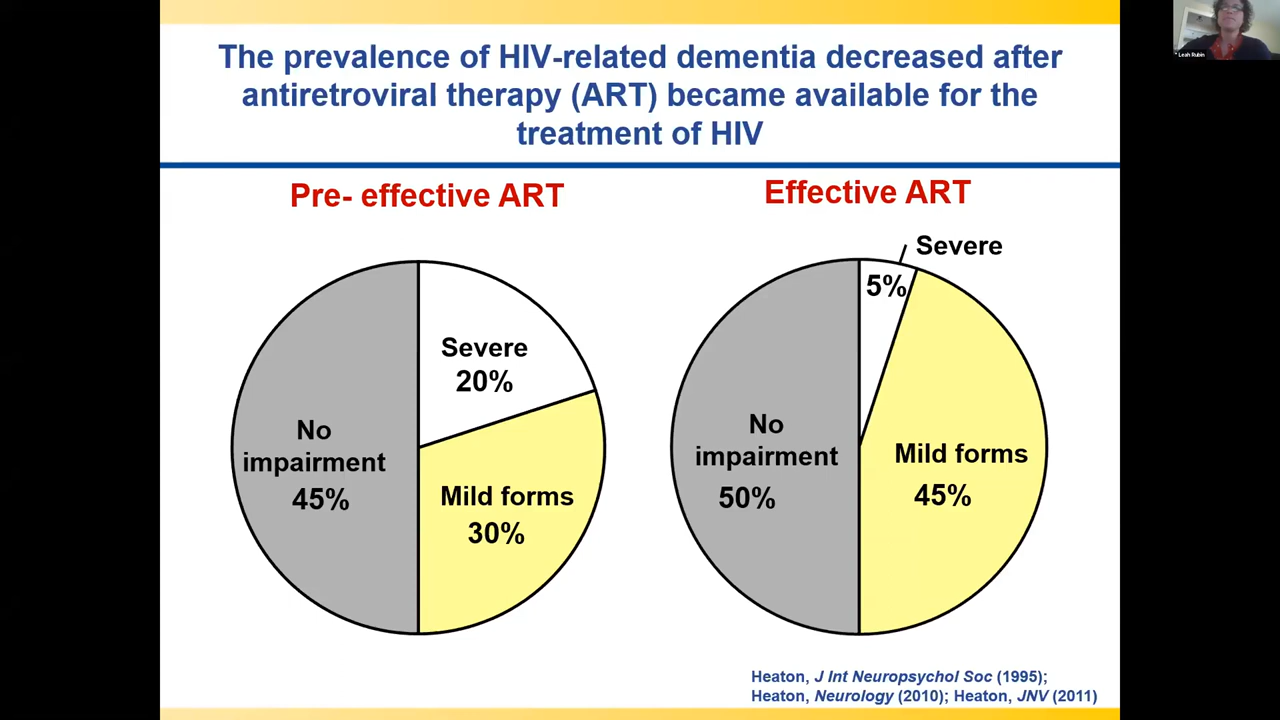 The prevalence of HIV-related dementia decreased after
antiretroviral therapy (ART) became available for the
treatment of HIV
Pre- effective ART
Effective ART
Severe
20%
No
impairment
45%
Mild forms
30%
Severe
5%
No
impairment
50%
Mild forms
45%
Heaton, J Int Neuropsychol Soc (1995);
Heaton, Neurology (2010); Heaton, JNV (2011)
Leah Rubin